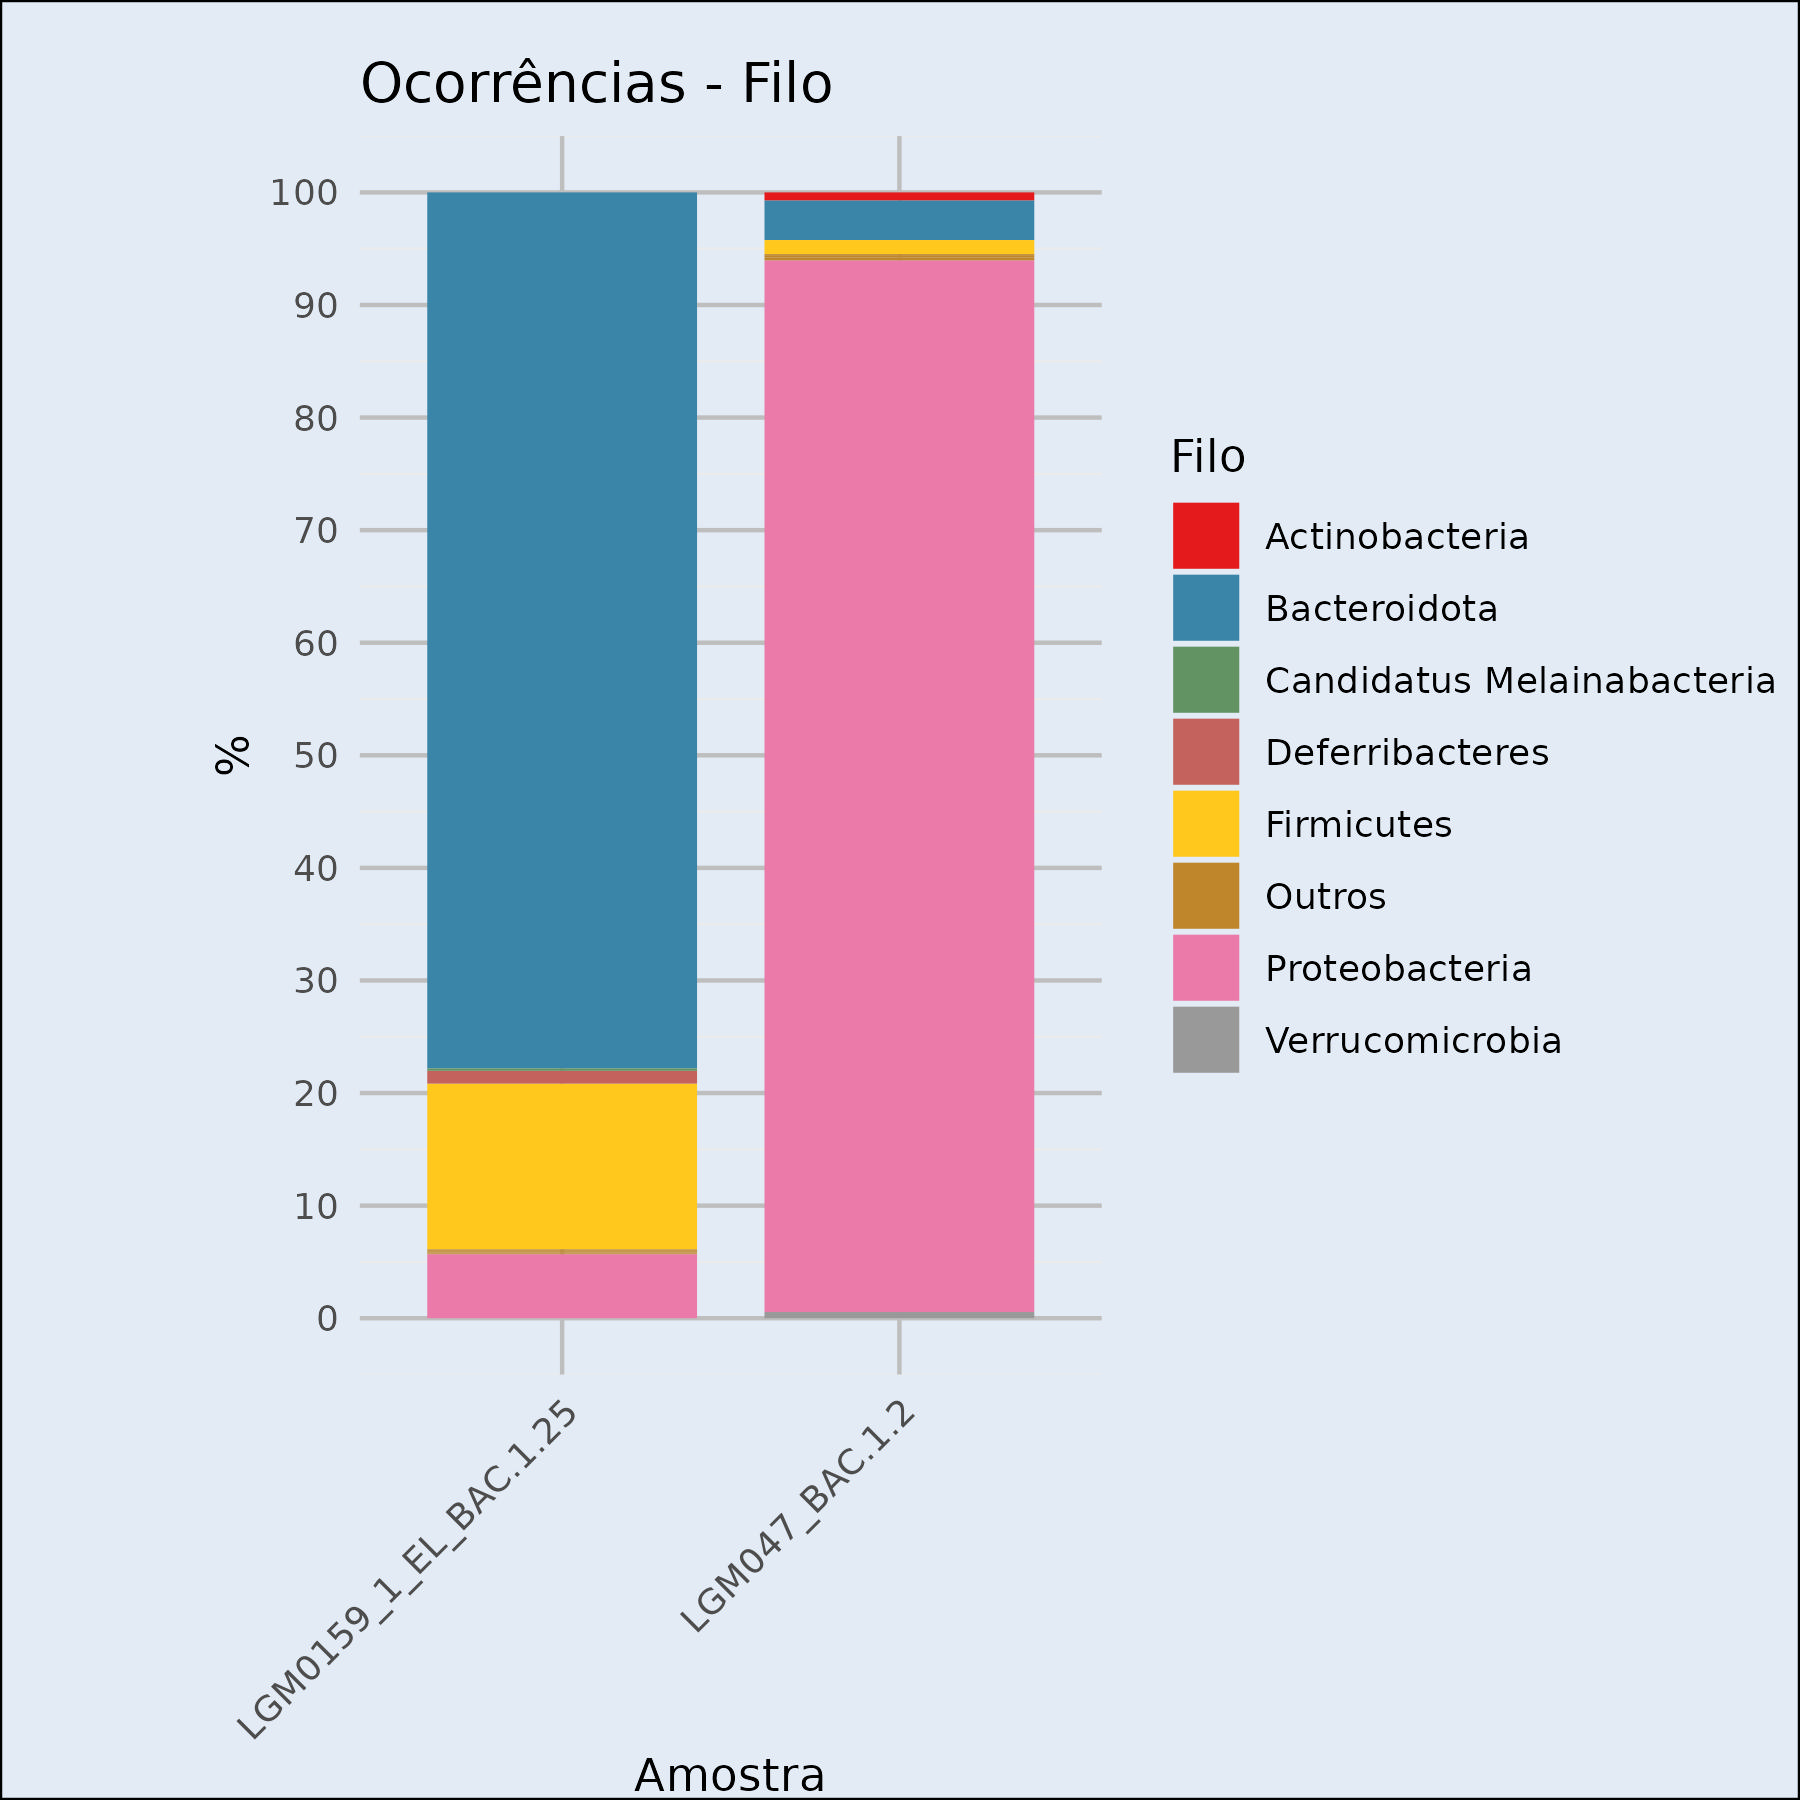 Ocorrências - Filo
100
90
80
70
60
50
40
30
20
10
0
%
LGM0159_1_EL_BAC.1.25
LGM047_BAC.1.2
Amostra
Filo
Actinobacteria
Bacteroidota
Candidatus Melainabacteria
Deferribacteres
Firmicutes
Outros
Proteobacteria
Verrucomicrobia